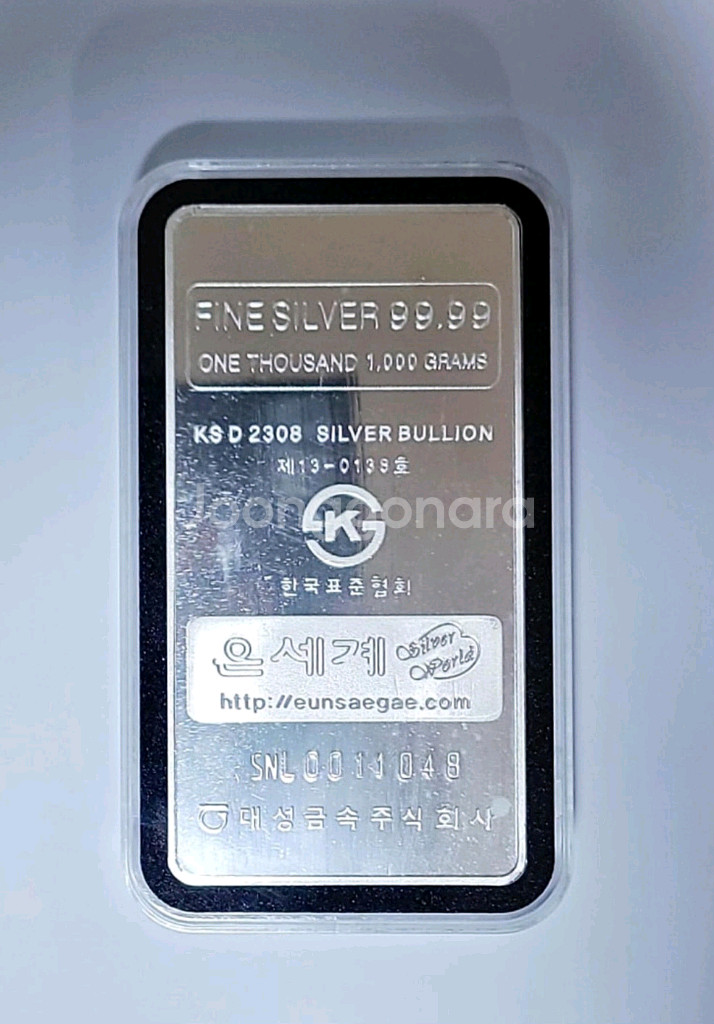 FINE SILVER 99.99
ONE THOUSAND 1,000 GRAMS
KS D 2308 SILVER BULLION
제13-0138호
Joongonara
K
한국표준협회
은세계 Silver World
http://eunsaegae.com
SNL0011048
대성금속주식회사